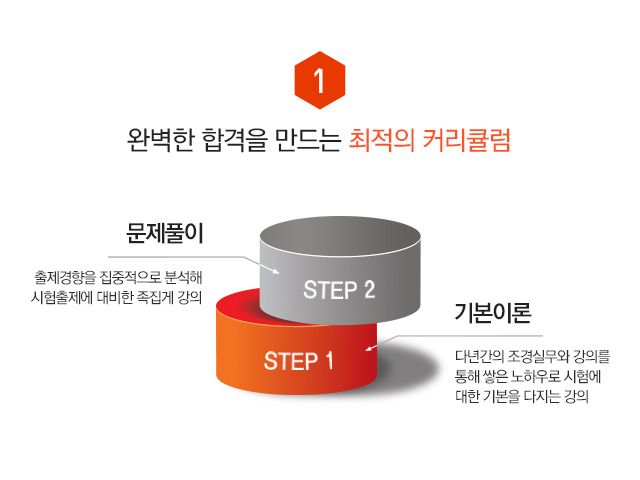 1
완벽한 합격을 만드는 최적의 커리큘럼
문제풀이
출제경향을 집중적으로 분석해
시험출제에 대비한 족집게 강의
STEP 2
STEP 1
기본이론
다년간의 조경실무와 강의를
통해 쌓은 노하우로 시험에
대한 기본을 다지는 강의